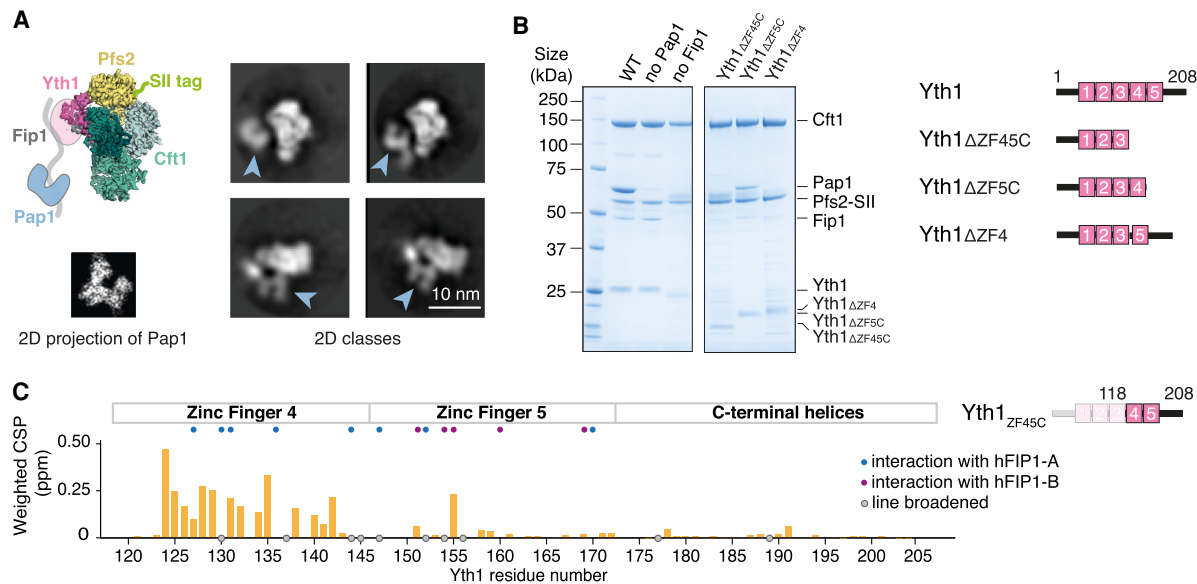 A
Pfs2
Yth1
SII tag
Fip1
Cft1
Pap1
2D projection of Pap1
10 nm
2D classes
B
Size
(kDa)
WT
no Pap1
no Fip1
Yth1ΔZF45C
Yth1ΔZF5C
Yth1ΔZF4
250
150
100
75
50
37
25
Cft1
Pap1
Pfs2-SII
Fip1
Yth1
Yth1ΔZF4
Yth1ΔZF5C
Yth1ΔZF45C
1 208
Yth1 1 2 3 4 5
Yth1ΔZF45C 1 2 3
Yth1ΔZF5C 1 2 3 4
Yth1ΔZF4 1 2 3 5
C
Zinc Finger 4 Zinc Finger 5 C-terminal helices
118 208
Yth1ZF45C 1 2 3 4 5
Weighted CSP
(ppm)
0.50
0.25
0
interaction with hFIP1-A
interaction with hFIP1-B
line broadened
120 125 130 135 140 145 150 155 160 165 170 175 180 185 190 195 200 205
Yth1 residue number